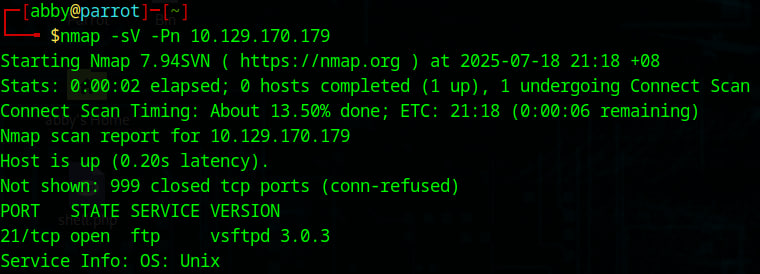 ┌─[abby@parrot]─[~]
└──╼ $nmap -sV -Pn 10.129.170.179
Starting Nmap 7.94SVN ( https://nmap.org ) at 2025-07-18 21:18 +08
Stats: 0:00:02 elapsed; 0 hosts completed (1 up), 1 undergoing Connect Scan
Connect Scan Timing: About 13.50% done; ETC: 21:18 (0:00:06 remaining)
Nmap scan report for 10.129.170.179
Host is up (0.20s latency).
Not shown: 999 closed tcp ports (conn-refused)
PORT   STATE SERVICE VERSION
21/tcp open  ftp     vsftpd 3.0.3
Service Info: OS: Unix